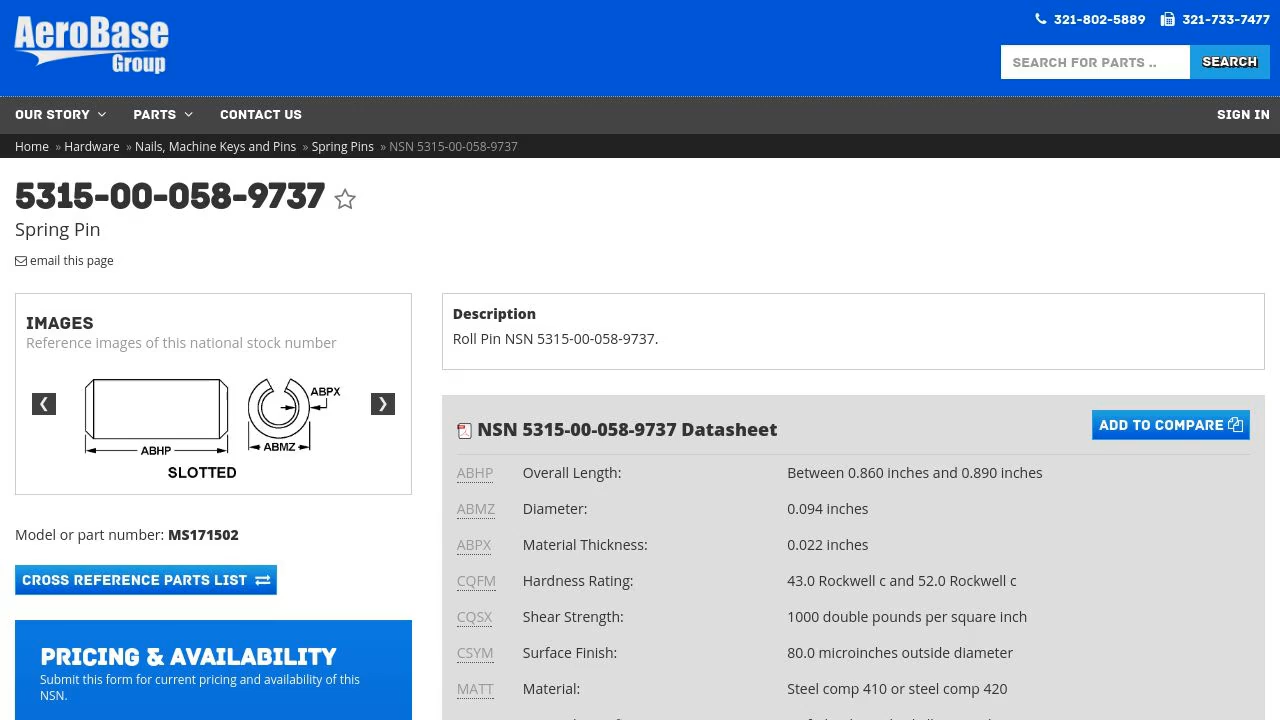 AeroBase
Group
321-802-5889 321-733-7477
SEARCH FOR PARTS ..
SEARCH
OUR STORY
PARTS
CONTACT US
SIGN IN
Home » Hardware » Nails, Machine Keys and Pins » Spring Pins » NSN 5315-00-058-9737
5315-00-058-9737
Spring Pin
email this page
IMAGES
Reference images of this national stock number
ABPX
ABHP
ABMZ
SLOTTED
Model or part number: MS171502
CROSS REFERENCE PARTS LIST
PRICING & AVAILABILITY
Submit this form for current pricing and availability of this
NSN.
Description
Roll Pin NSN 5315-00-058-9737.
NSN 5315-00-058-9737 Datasheet
ADD TO COMPARE
ABHP Overall Length: Between 0.860 inches and 0.890 inches
ABMZ Diameter: 0.094 inches
ABPX Material Thickness: 0.022 inches
CQFM Hardness Rating: 43.0 Rockwell c and 52.0 Rockwell c
CQSX Shear Strength: 1000 double pounds per square inch
CSYM Surface Finish: 80.0 microinches outside diameter
MATT Material: Steel comp 410 or steel comp 420